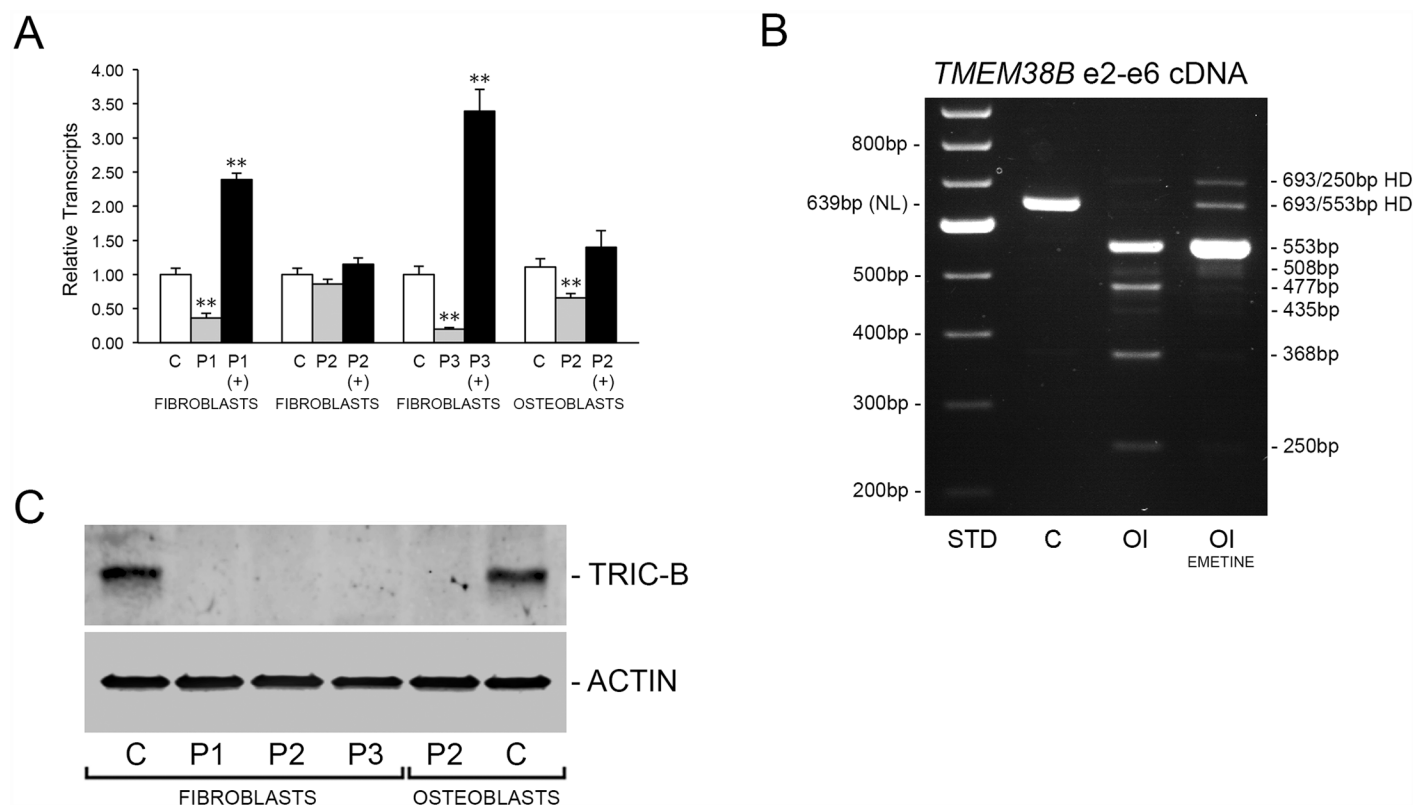 A
4.00
3.50
3.00
2.50
2.00
1.50
1.00
0.50
0.00
Relative Transcripts
** ** ** ** **
C P1 P1 C P2 P2 C P3 P3 C P2 P2
(+) (+) (+) (+)
FIBROBLASTS FIBROBLASTS FIBROBLASTS OSTEOBLASTS
B
TMEM38B e2-e6 cDNA
800bp -
639bp (NL) -
500bp -
400bp -
300bp -
200bp -
- 693/250bp HD
- 693/553bp HD
- 553bp
- 508bp
- 477bp
- 435bp
- 368bp
- 250bp
STD C OI OI
EMETINE
C
- TRIC-B
- ACTIN
C P1 P2 P3 P2 C
FIBROBLASTS OSTEOBLASTS